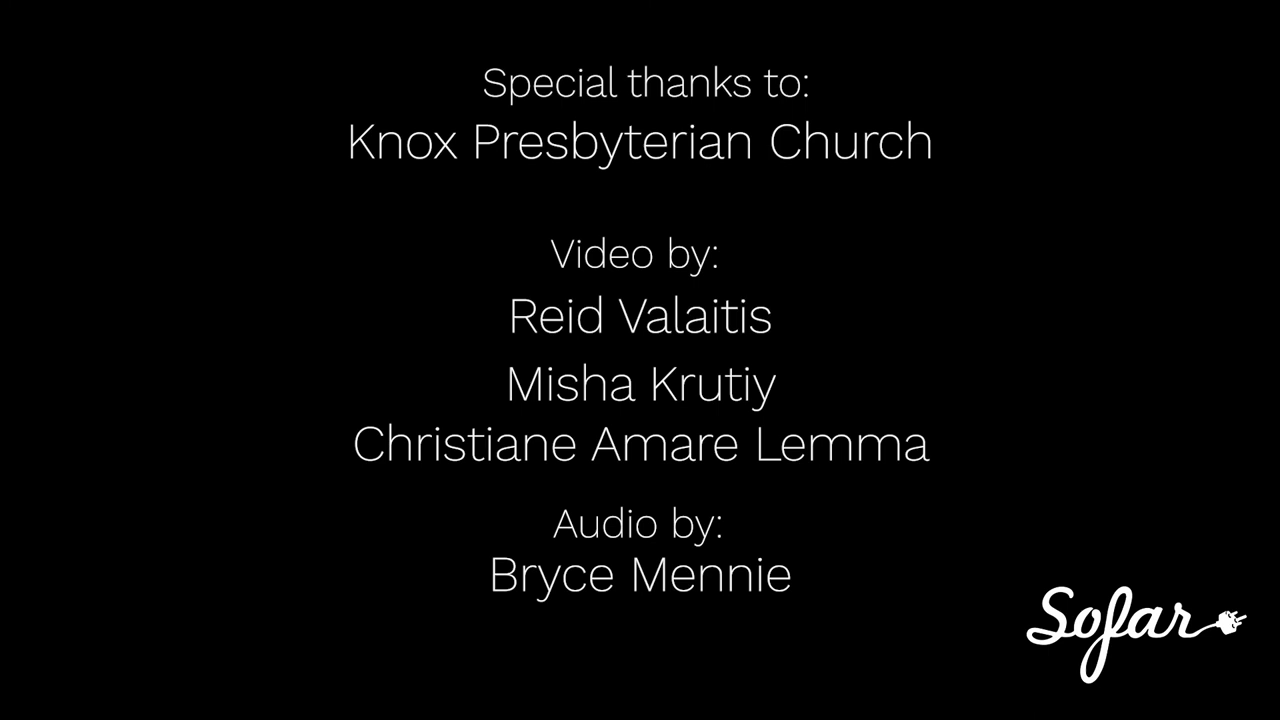 Special thanks to:
Knox Presbyterian Church
Video by:
Reid Valaitis
Misha Krutiy
Christiane Amare Lemma
Audio by:
Bryce Mennie
Sofar